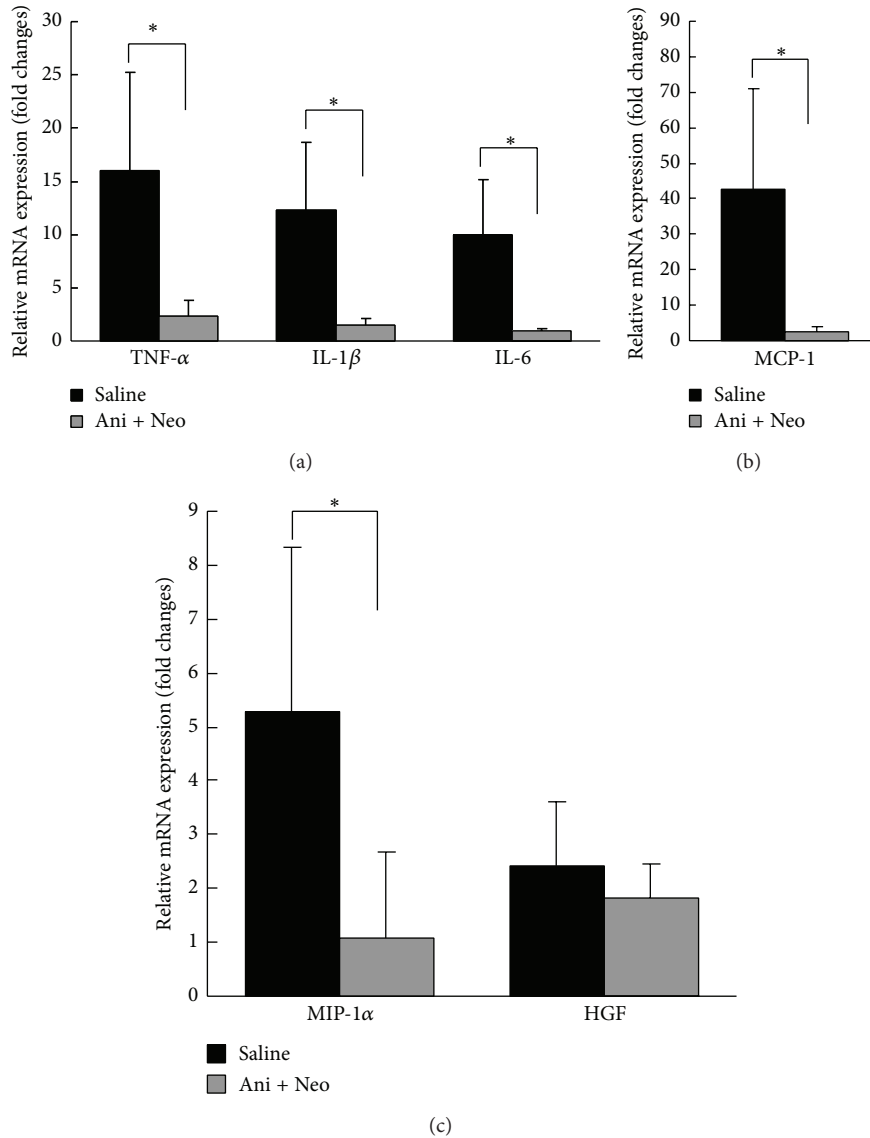 Relative mRNA expression (fold changes)
30
25
20
15
10
5
0
*
*
*
TNF-α
IL-1β
IL-6
Saline
Ani + Neo
(a)
Relative mRNA expression (fold changes)
90
80
70
60
50
40
30
20
10
0
*
MCP-1
Saline
Ani + Neo
(b)
Relative mRNA expression (fold changes)
9
8
7
6
5
4
3
2
1
0
*
MIP-1α
HGF
Saline
Ani + Neo
(c)